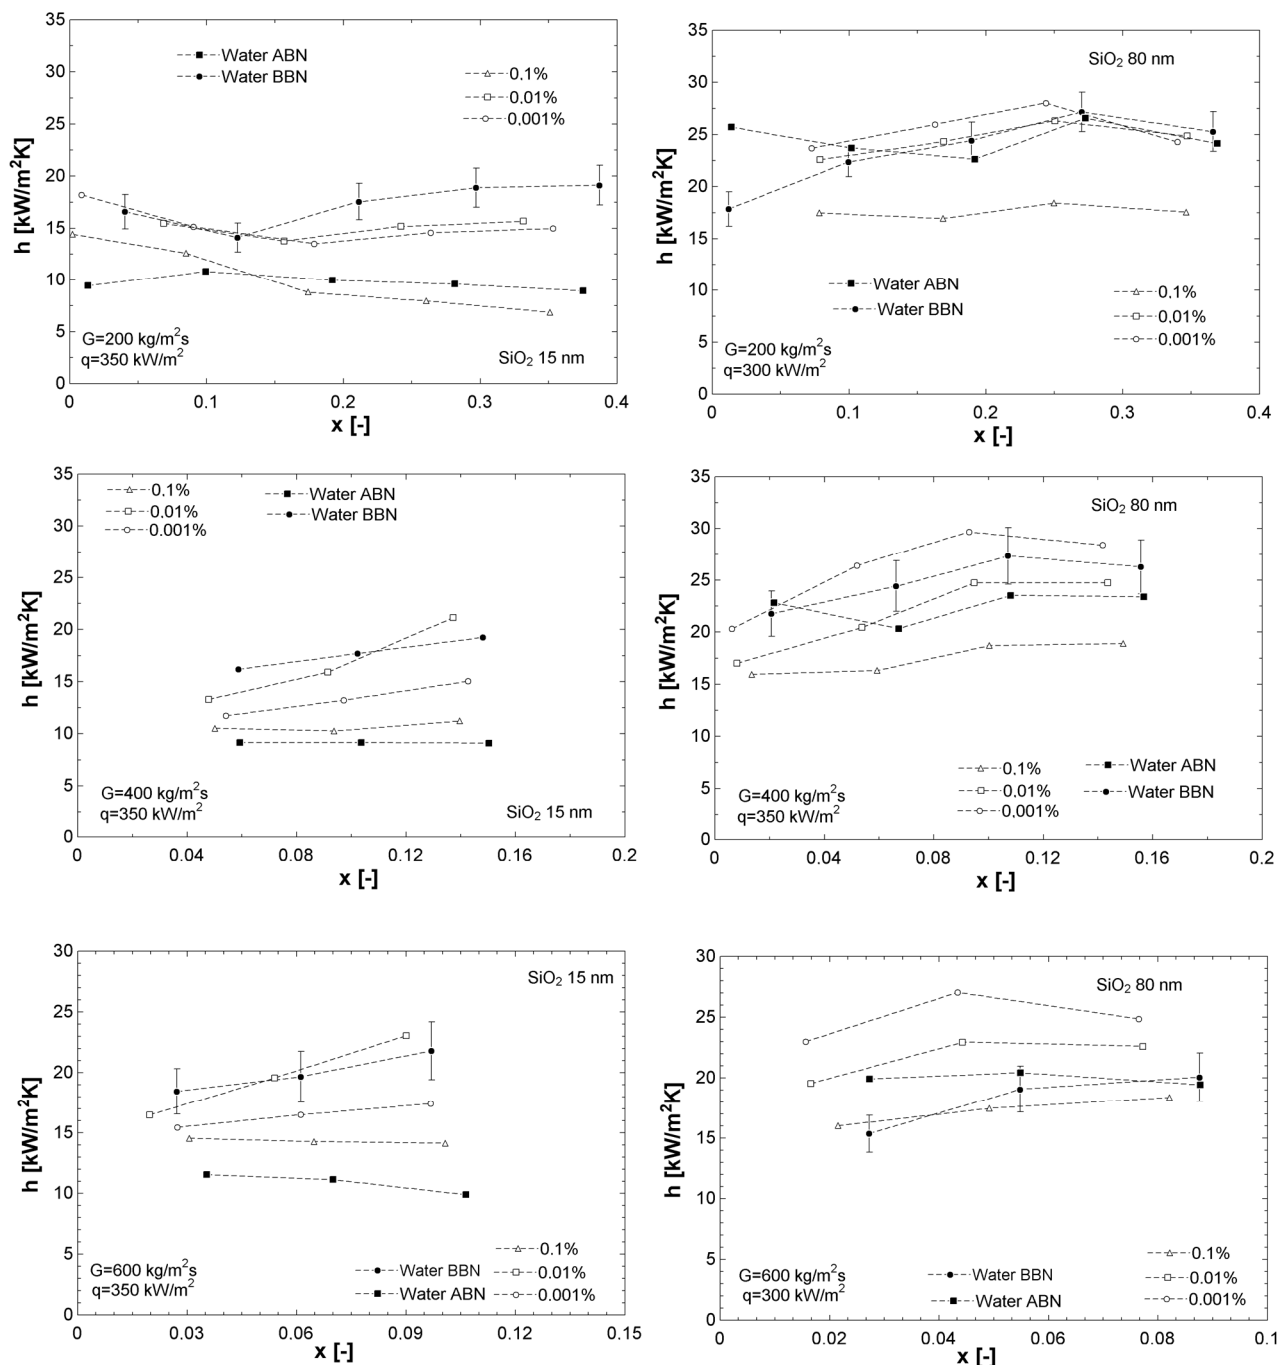 35
30
25
20
15
10
5
0
h [kW/m²K]
Water ABN
Water BBN
0.1%
0.01%
0,001%
G=200 kg/m²s
q=350 kW/m²
SiO₂ 15 nm
0
0.1
0.2
0.3
0.4
x [-]
35
30
25
20
15
10
5
0
h [kW/m²K]
SiO₂ 80 nm
Water ABN
Water BBN
0.1%
0,01%
0.001%
G=200 kg/m²s
q=300 kW/m²
0
0.1
0.2
0.3
0.4
x [-]
35
30
25
20
15
10
5
0
h [kW/m²K]
0.1%
0.01%
0.001%
Water ABN
Water BBN
G=400 kg/m²s
q=350 kW/m²
SiO₂ 15 nm
0
0.04
0.08
0.12
0.16
0.2
x [-]
35
30
25
20
15
10
5
0
h [kW/m²K]
SiO₂ 80 nm
0.1%
0.01%
0.001%
Water ABN
Water BBN
G=400 kg/m²s
q=350 kW/m²
0
0.04
0.08
0.12
0.16
0.2
x [-]
30
25
20
15
10
5
0
h [kW/m²K]
SiO₂ 15 nm
0.1%
0.01%
0.001%
Water BBN
Water ABN
G=600 kg/m²s
q=350 kW/m²
0
0.03
0.06
0.09
0.12
0.15
x [-]
30
25
20
15
10
5
0
h [kW/m²K]
SiO₂ 80 nm
0.1%
0.01%
0.001%
Water BBN
Water ABN
G=600 kg/m²s
q=300 kW/m²
0
0.02
0.04
0.06
0.08
0.1
x [-]